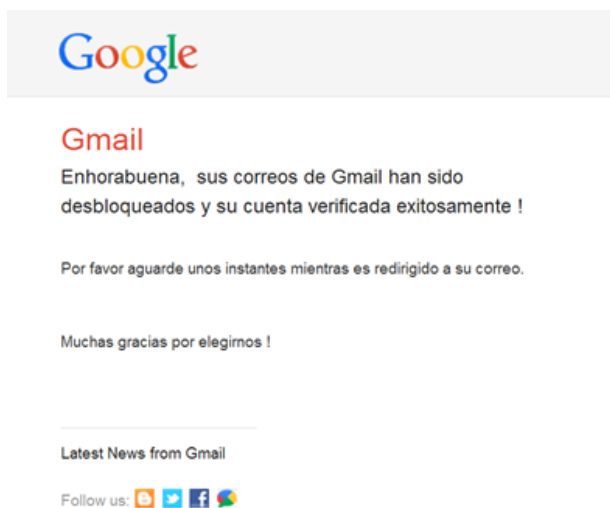 Google
Gmail
Enhorabuena, sus correos de Gmail han sido
desbloqueados y su cuenta verificada exitosamente !
Por favor aguarde unos instantes mientras es redirigido a su correo.
Muchas gracias por elegirnos !
Latest News from Gmail
Follow us: